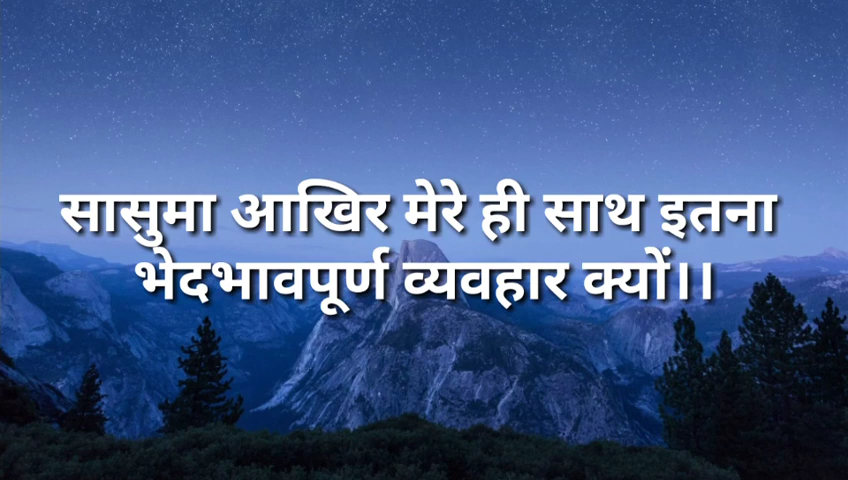 सासुमा आखिर मेरे ही साथ इतना
भेदभावपूर्ण व्यवहार क्यों।।